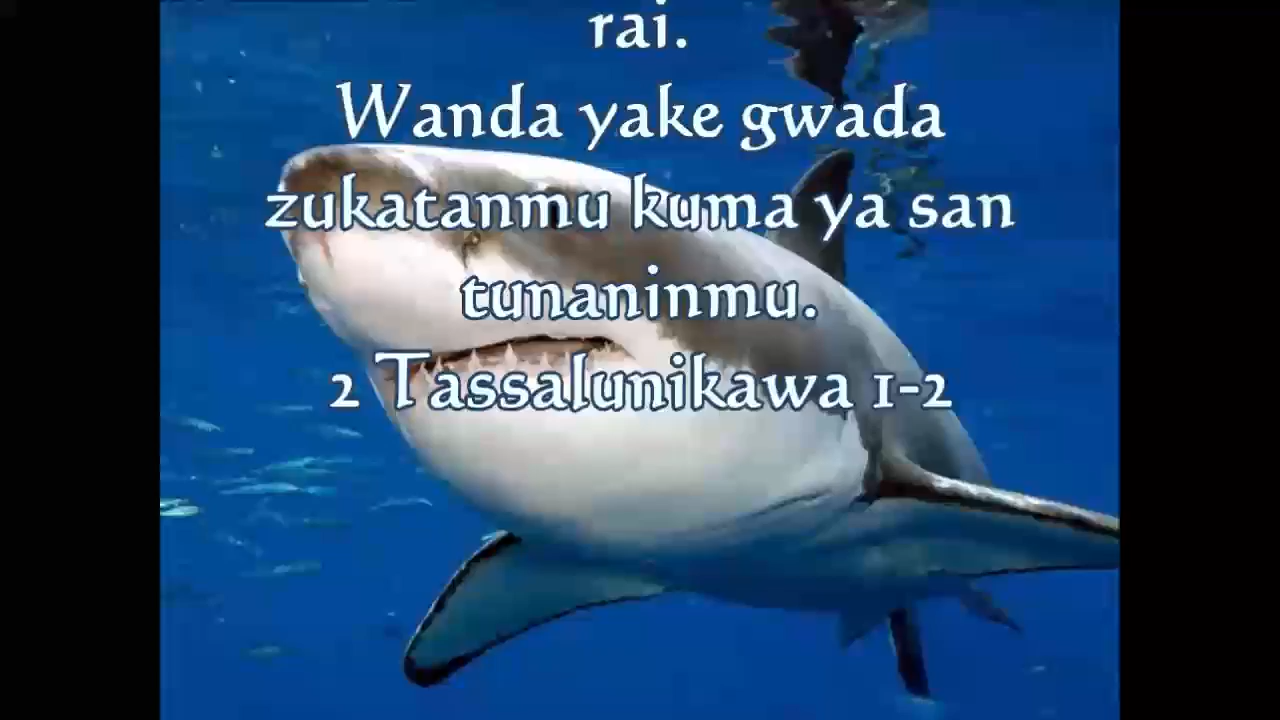 rai.
Wanda yake gwada
zukatanmu kuma ya san
tunaninmu.
2 Tassalunikawa 1-2